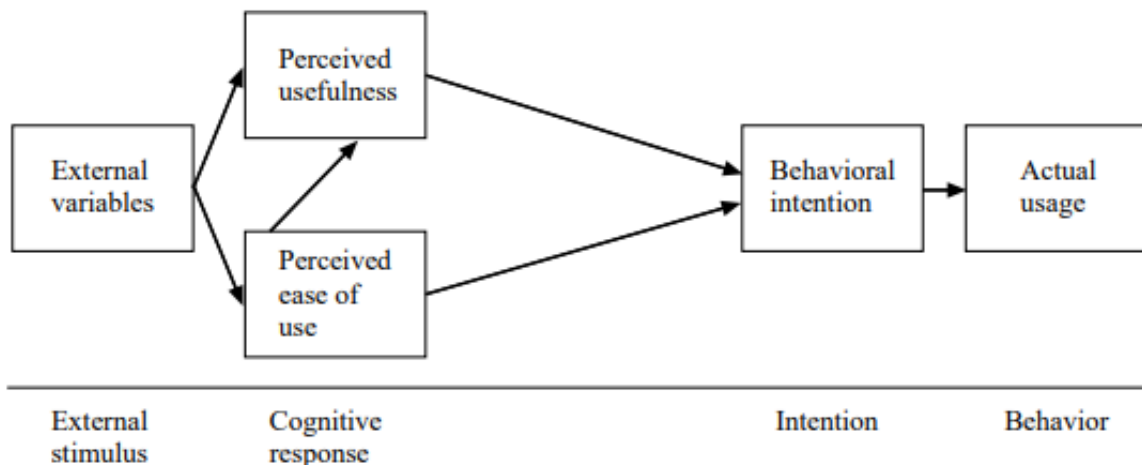 Perceived
usefulness
External
variables
Behavioral
intention
Actual
usage
Perceived
ease of
use
External
stimulus
Cognitive
response
Intention
Behavior